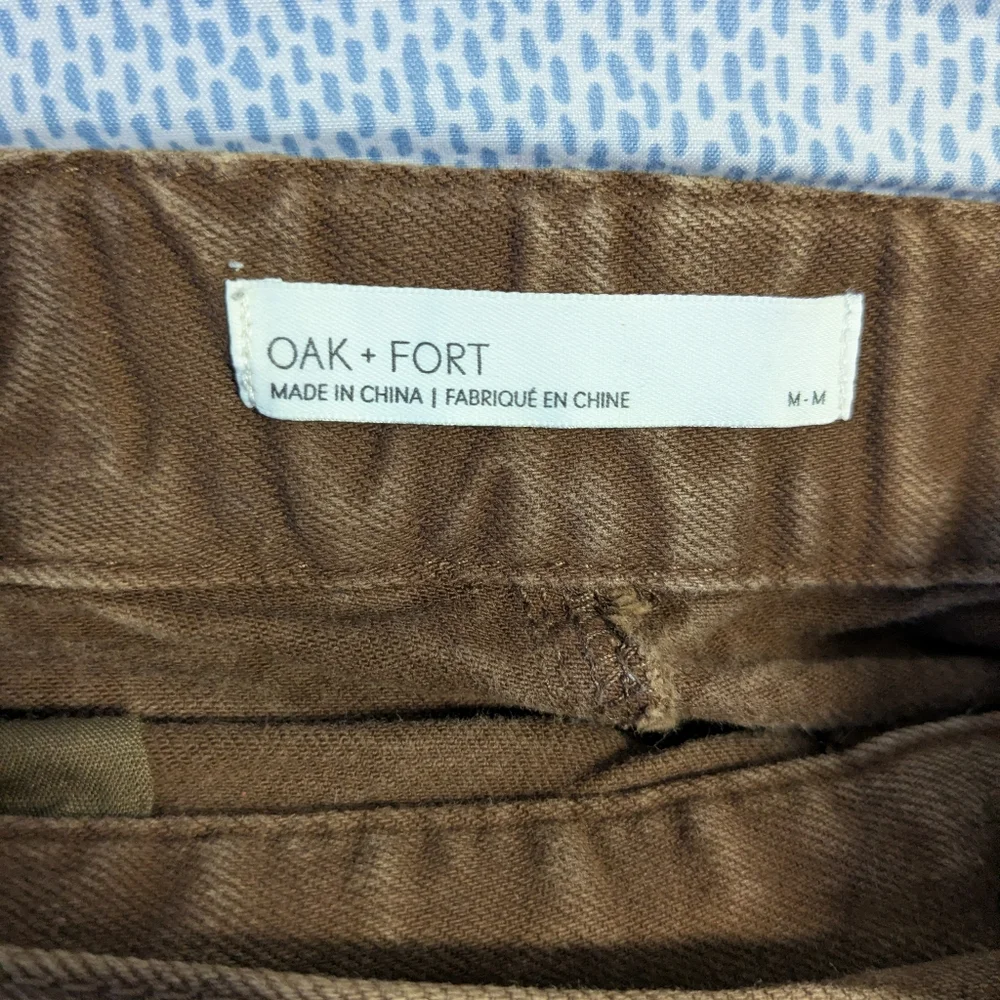 OAK + FORT
MADE IN CHINA | FABRIQUÉ EN CHINE M-M